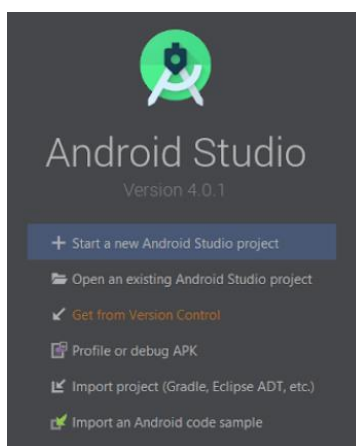 Android Studio
Version 4.0.1
Start a new Android Studio project
Open an existing Android Studio project
Get from Version Control
Profile or debug APK
Import project (Gradle, Eclipse ADT, etc.)
Import an Android code sample